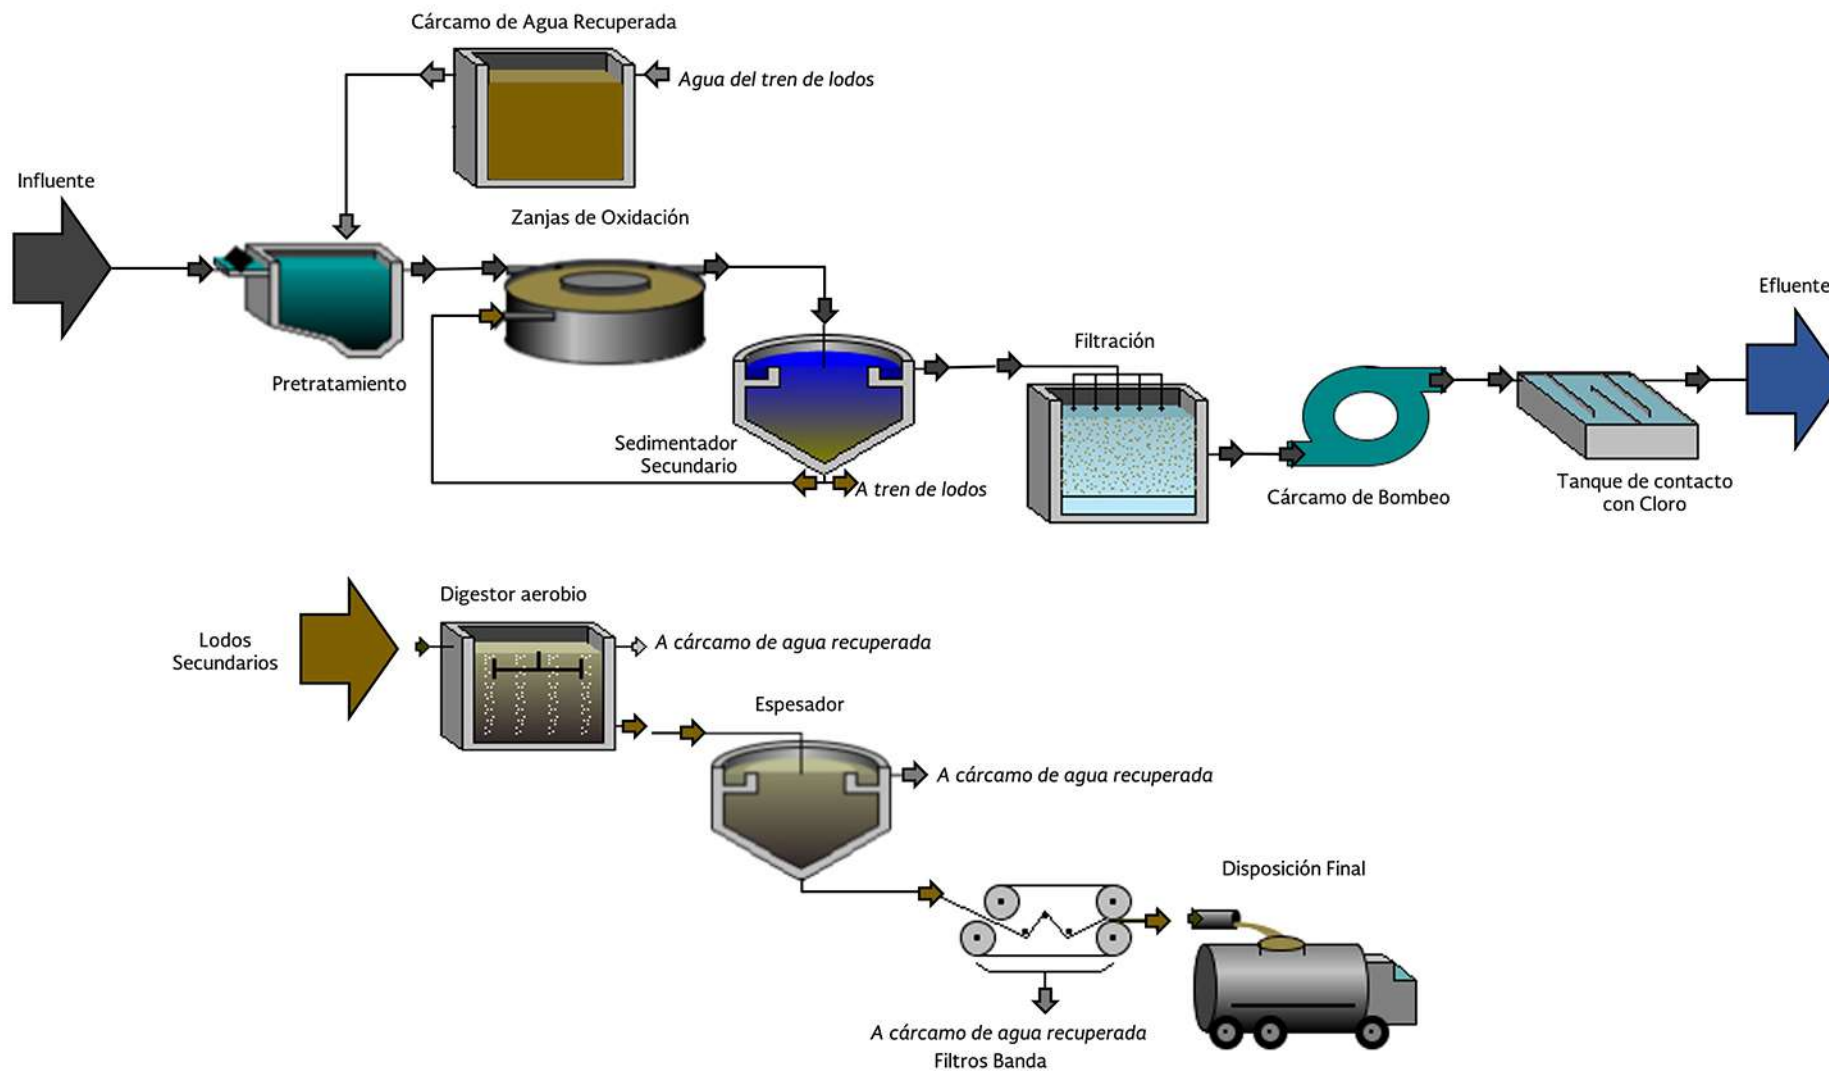 Cárcamo de Agua Recuperada
Agua del tren de lodos
Influente
Zanjas de Oxidación
Efluente
Filtración
Pretratamiento
Sedimentador
Secundario
A tren de lodos
Cárcamo de Bombeo
Tanque de contacto
con Cloro
Digestor aerobio
Lodos
Secundarios
A cárcamo de agua recuperada
Espesador
A cárcamo de agua recuperada
Disposición Final
A cárcamo de agua recuperada
Filtros Banda